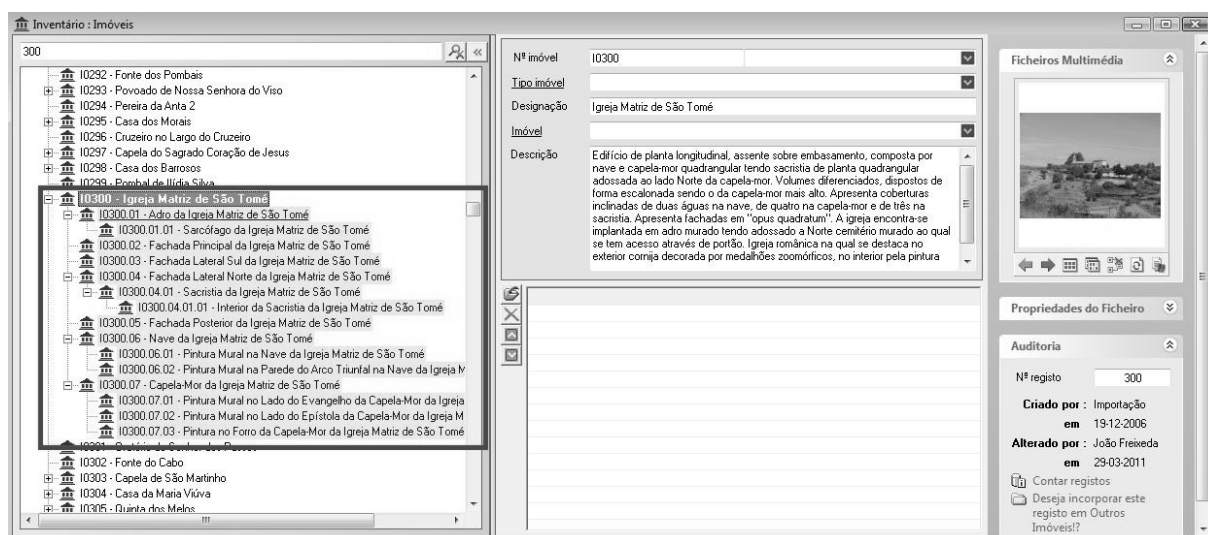 Inventário : Imóveis
300
I0292 - Fonte dos Pombais
I0293 - Povoado de Nossa Senhora do Viso
I0294 - Pereira da Anta 2
I0295 - Casa dos Morais
I0296 - Cruzeiro no Largo do Cruzeiro
I0297 - Capela do Sagrado Coração de Jesus
I0298 - Casa dos Barrosos
I0299 - Pombal de Ilídia Silva
I0300 - Igreja Matriz de São Tomé
I0300.01 - Adro da Igreja Matriz de São Tomé
I0300.01.01 - Sarcófago da Igreja Matriz de São Tomé
I0300.02 - Fachada Principal da Igreja Matriz de São Tomé
I0300.03 - Fachada Lateral Sul da Igreja Matriz de São Tomé
I0300.04 - Fachada Lateral Norte da Igreja Matriz de São Tomé
I0300.04.01 - Sacristia da Igreja Matriz de São Tomé
I0300.04.01.01 - Interior da Sacristia da Igreja Matriz de São Tomé
I0300.05 - Fachada Posterior da Igreja Matriz de São Tomé
I0300.06 - Nave da Igreja Matriz de São Tomé
I0300.06.01 - Pintura Mural na Nave da Igreja Matriz de São Tomé
I0300.06.02 - Pintura Mural na Parede do Arco Triunfal na Nave da Igreja M
I0300.07 - Capela-Mor da Igreja Matriz de São Tomé
I0300.07.01 - Pintura Mural no Lado do Evangelho da Capela-Mor da Igreja
I0300.07.02 - Pintura Mural no Lado do Epístola da Capela-Mor da Igreja M
I0300.07.03 - Pintura no Forro da Capela-Mor da Igreja Matriz de São Tomé
I0302 - Fonte do Cabo
I0303 - Capela de São Martinho
I0304 - Casa da Maria Viúva
I0305 - Quinta dos Melos
Nº imóvel I0300
Tipo imóvel
Designação Igreja Matriz de São Tomé
Imóvel
Descrição Edifício de planta longitudinal, assente sobre embasamento, composta por
nave e capela-mor quadrangular tendo sacristia de planta quadrangular
adossada ao lado Norte da capela-mor. Volumes diferenciados, dispostos de
forma escalonada sendo o da capela-mor mais alto. Apresenta coberturas
inclinadas de duas águas na nave, de quatro na capela-mor e de três na
sacristia. Apresenta fachadas em "opus quadratum". A igreja encontra-se
implantada em adro murado tendo adossado a Norte cemitério murado ao qual
se tem acesso através de portão. Igreja românica na qual se destaca no
exterior cornija decorada por medalhões zoomórficos, no interior pela pintura
Ficheiros Multimédia
Propriedades do Ficheiro
Auditoria
Nº registo 300
Criado por : Importação
em 19-12-2006
Alterado por : João Freixeda
em 29-03-2011
Contar registos
Deseja incorporar este
registo em Outros
Imóveis!?